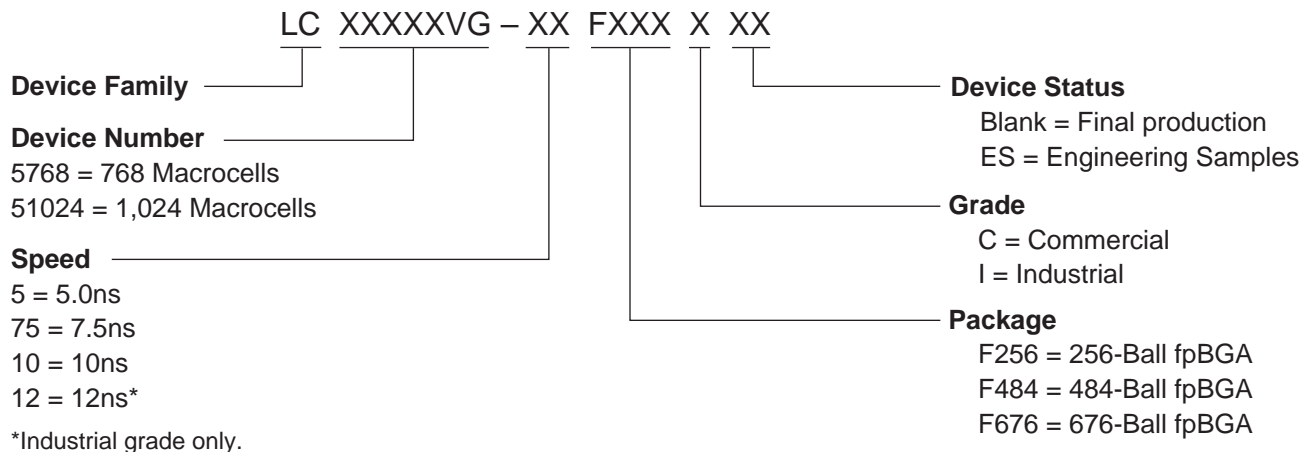 LC XXXXXVG – XX FXXX X XX
Device Family
Device Number
5768 = 768 Macrocells
51024 = 1,024 Macrocells
Speed
5 = 5.0ns
75 = 7.5ns
10 = 10ns
12 = 12ns*
*Industrial grade only.
Device Status
Blank = Final production
ES = Engineering Samples
Grade
C = Commercial
I = Industrial
Package
F256 = 256-Ball fpBGA
F484 = 484-Ball fpBGA
F676 = 676-Ball fpBGA